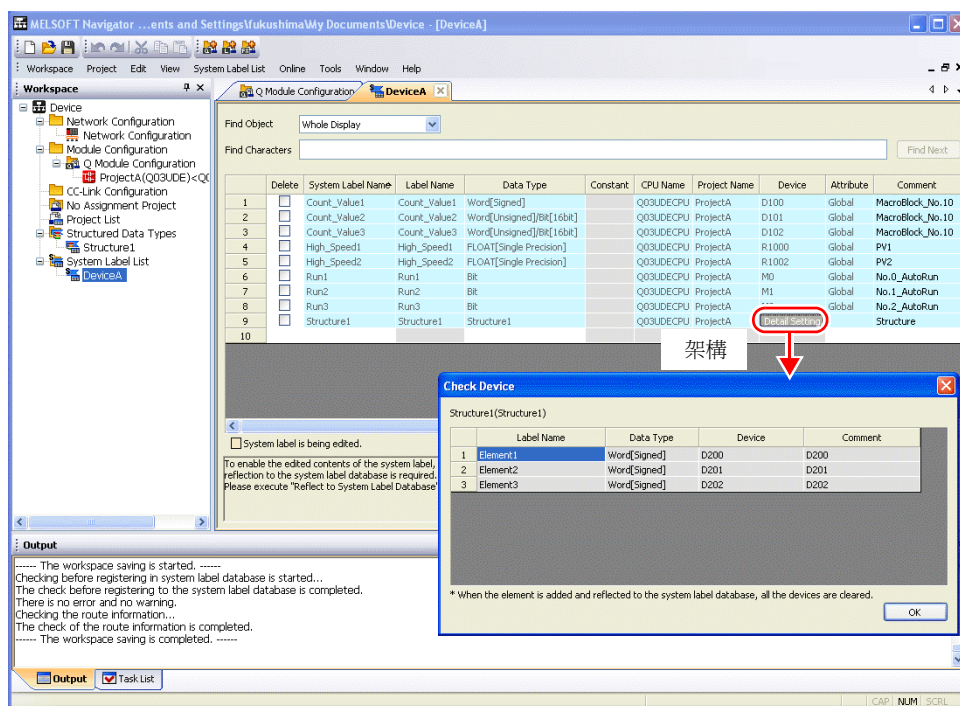 MELSOFT Navigator ...ents and Settings\fukushima\My Documents\Device - [DeviceA]
Workspace Project Edit View System Label List Online Tools Window Help
Workspace
Device
Network Configuration
Network Configuration
Module Configuration
Q Module Configuration
ProjectA(Q03UDE)<Q(
CC-Link Configuration
No Assignment Project
Project List
Structured Data Types
Structure1
System Label List
DeviceA
Q Module Configuration DeviceA
Find Object Whole Display
Find Characters Find Next
Delete System Label Name Label Name Data Type Constant CPU Name Project Name Device Attribute Comment
1 Count_Value1 Count_Value1 Word[Signed] Q03UDECPU ProjectA D100 Global MacroBlock_No.10
2 Count_Value2 Count_Value2 Word[Unsigned]/Bit[16bit] Q03UDECPU ProjectA D101 Global MacroBlock_No.10
3 Count_Value3 Count_Value3 Word[Unsigned]/Bit[16bit] Q03UDECPU ProjectA D102 Global MacroBlock_No.10
4 High_Speed1 High_Speed1 FLOAT[Single Precision] Q03UDECPU ProjectA R1000 Global PV1
5 High_Speed2 High_Speed2 FLOAT[Single Precision] Q03UDECPU ProjectA R1002 Global PV2
6 Run1 Run1 Bit Q03UDECPU ProjectA M0 Global No.0_AutoRun
7 Run2 Run2 Bit Q03UDECPU ProjectA M1 Global No.1_AutoRun
8 Run3 Run3 Bit Q03UDECPU ProjectA Global No.2_AutoRun
9 Structure1 Structure1 Structure1 Q03UDECPU ProjectA Detail Setting Structure
10
架構
System label is being edited.
To enable the edited contents of the system label,
reflection to the system label database is required.
Please execute "Reflect to System Label Database"
Check Device
Structure1(Structure1)
Label Name Data Type Device Comment
1 Element1 Word[Signed] D200 D200
2 Element2 Word[Signed] D201 D201
3 Element3 Word[Signed] D202 D202
* When the element is added and reflected to the system label database, all the devices are cleared.
OK
Output
------ The workspace saving is started. ------
Checking before registering in system label database is started...
The check before registering to the system label database is completed.
There is no error and no warning.
Checking the route information...
The check of the route information is completed.
------ The workspace saving is completed. ------
Output Task List
CAP NUM SCRL